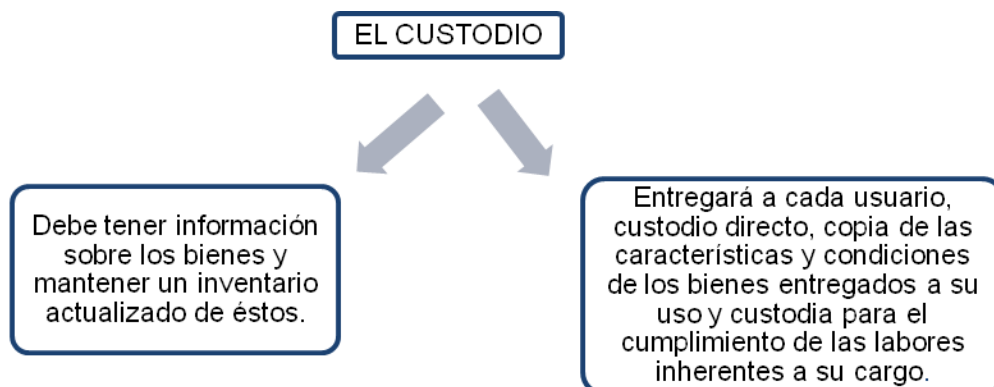 EL CUSTODIO
Debe tener información
sobre los bienes y
mantener un inventario
actualizado de éstos.
Entregará a cada usuario,
custodio directo, copia de las
características y condiciones
de los bienes entregados a su
uso y custodia para el
cumplimiento de las labores
inherentes a su cargo.